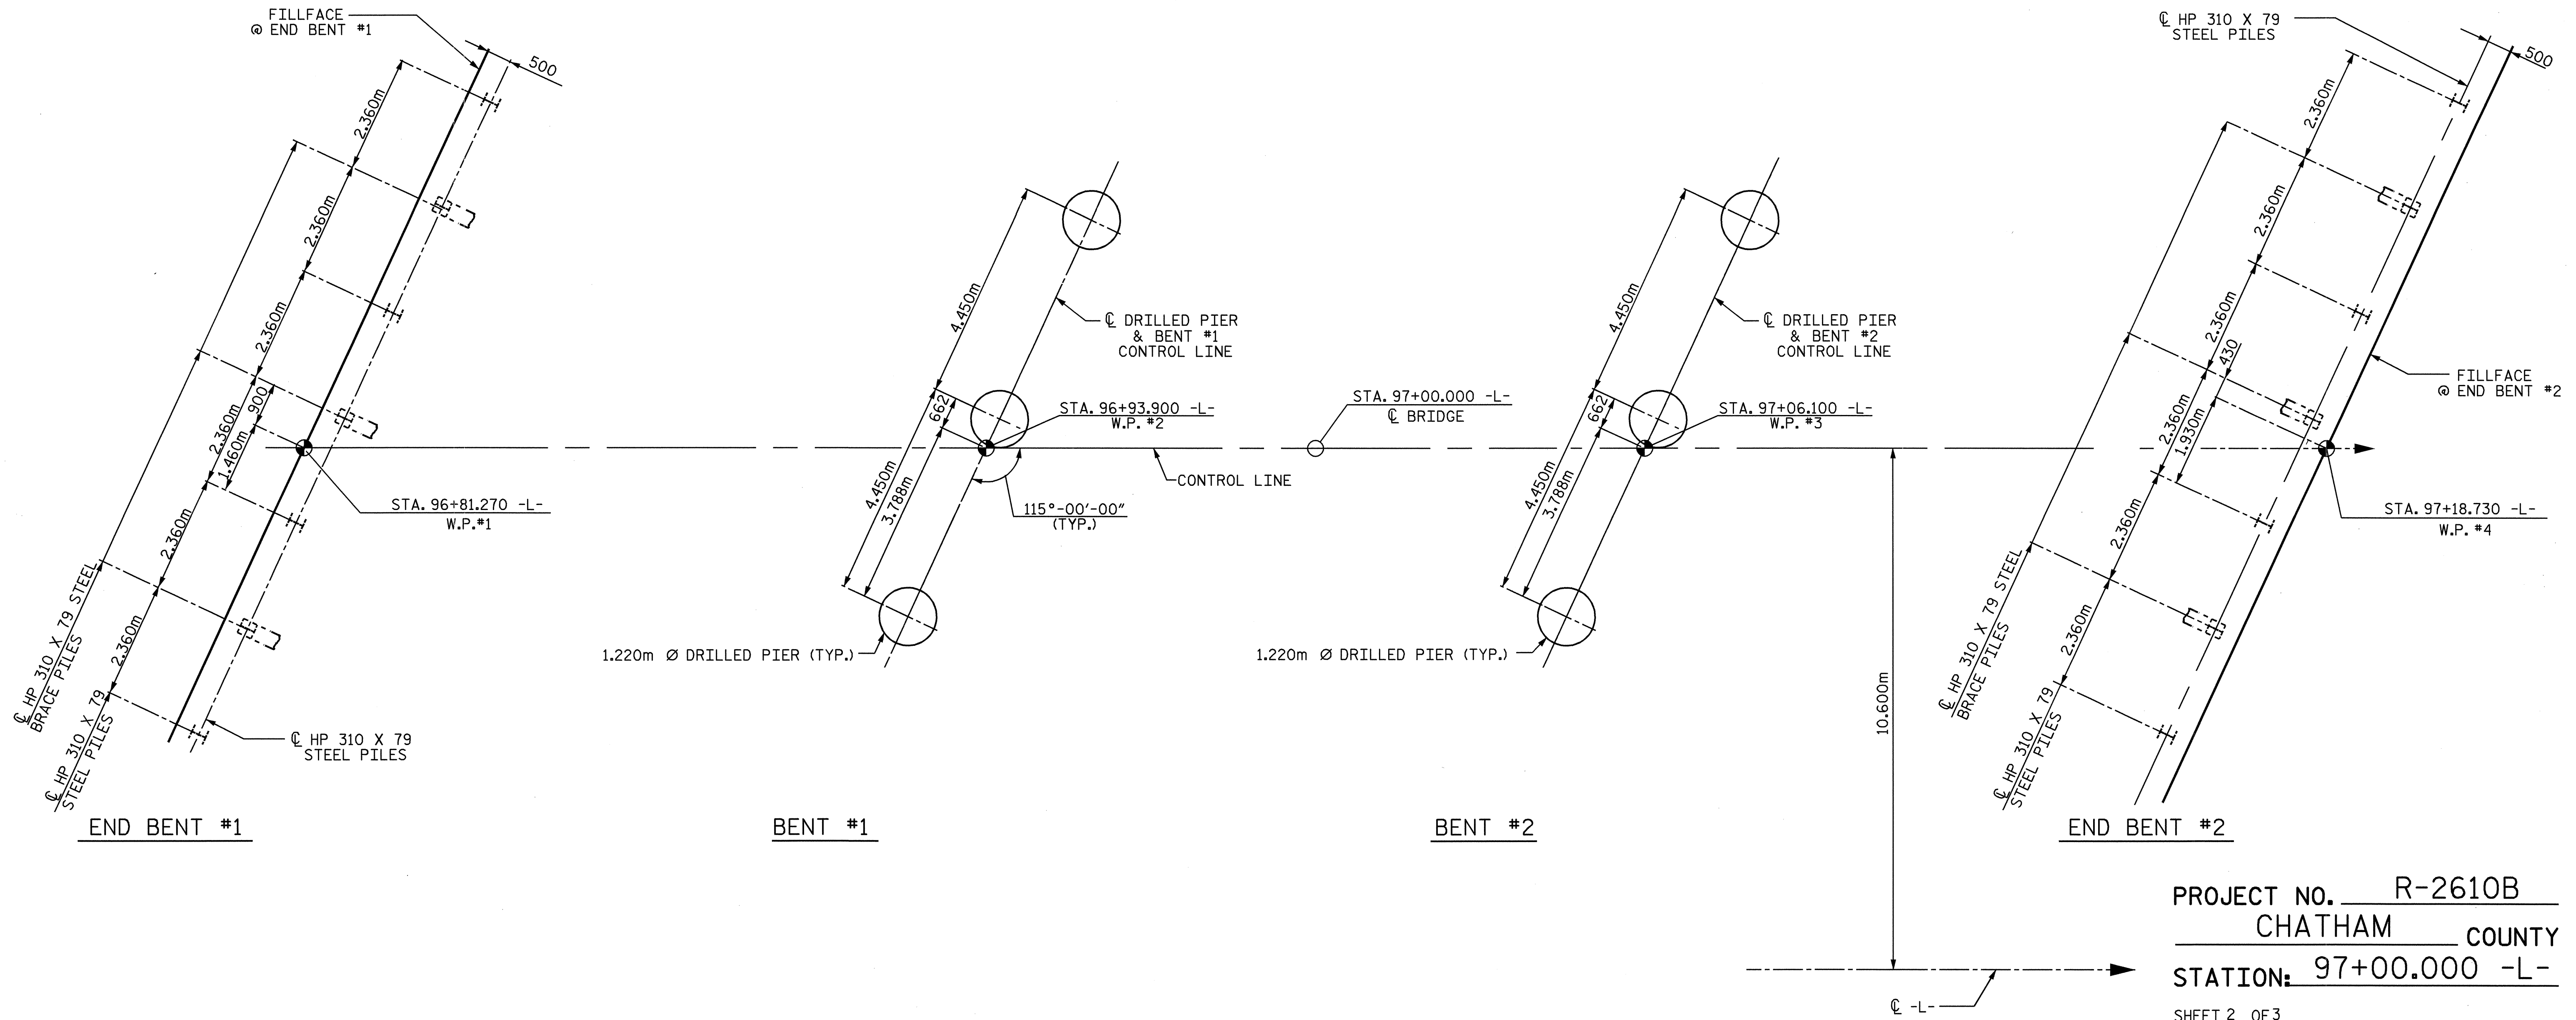 FILLFACE
@ END BENT #1
500
2.360m
2.360m
2.360m
2.360m
900
1.460m
2.360m
2.360m
STA. 96+81.270 -L-
W.P.#1
℄ HP 310 X 79 STEEL
BRACE PILES
℄ HP 310 X 79
STEEL PILES
℄ HP 310 X 79
STEEL PILES
END BENT #1
4.450m
℄ DRILLED PIER
& BENT #1
CONTROL LINE
662
4.450m
3.788m
STA. 96+93.900 -L-
W.P. #2
CONTROL LINE
115°-00'-00"
(TYP.)
1.220m Ø DRILLED PIER (TYP.)
BENT #1
STA. 97+00.000 -L-
℄ BRIDGE
4.450m
℄ DRILLED PIER
& BENT #2
CONTROL LINE
662
4.450m
3.788m
STA. 97+06.100 -L-
W.P. #3
1.220m Ø DRILLED PIER (TYP.)
BENT #2
10.600m
℄ -L-
℄ HP 310 X 79
STEEL PILES
500
2.360m
2.360m
2.360m
430
2.360m
1.930m
2.360m
2.360m
FILLFACE
@ END BENT #2
STA. 97+18.730 -L-
W.P. #4
℄ HP 310 X 79 STEEL
BRACE PILES
℄ HP 310 X 79
STEEL PILES
END BENT #2
PROJECT NO. R-2610B
CHATHAM COUNTY
STATION: 97+00.000 -L-
SHEET 2 OF 3